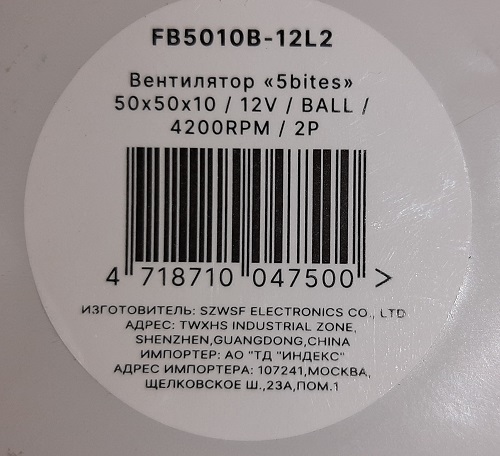 FB5010B-12L2
Вентилятор «5bites»
50x50x10 / 12V / BALL /
4200RPM / 2P
4 718710 047500 >
ИЗГОТОВИТЕЛЬ: SZWSF ELECTRONICS CO., LTD
АДРЕС: TWXHS INDUSTRIAL ZONE,
SHENZHEN,GUANGDONG,CHINA
ИМПОРТЕР: АО "ТД "ИНДЕКС"
АДРЕС ИМПОРТЕРА: 107241,МОСКВА,
ЩЕЛКОВСКОЕ Ш.,23А,ПОМ.1